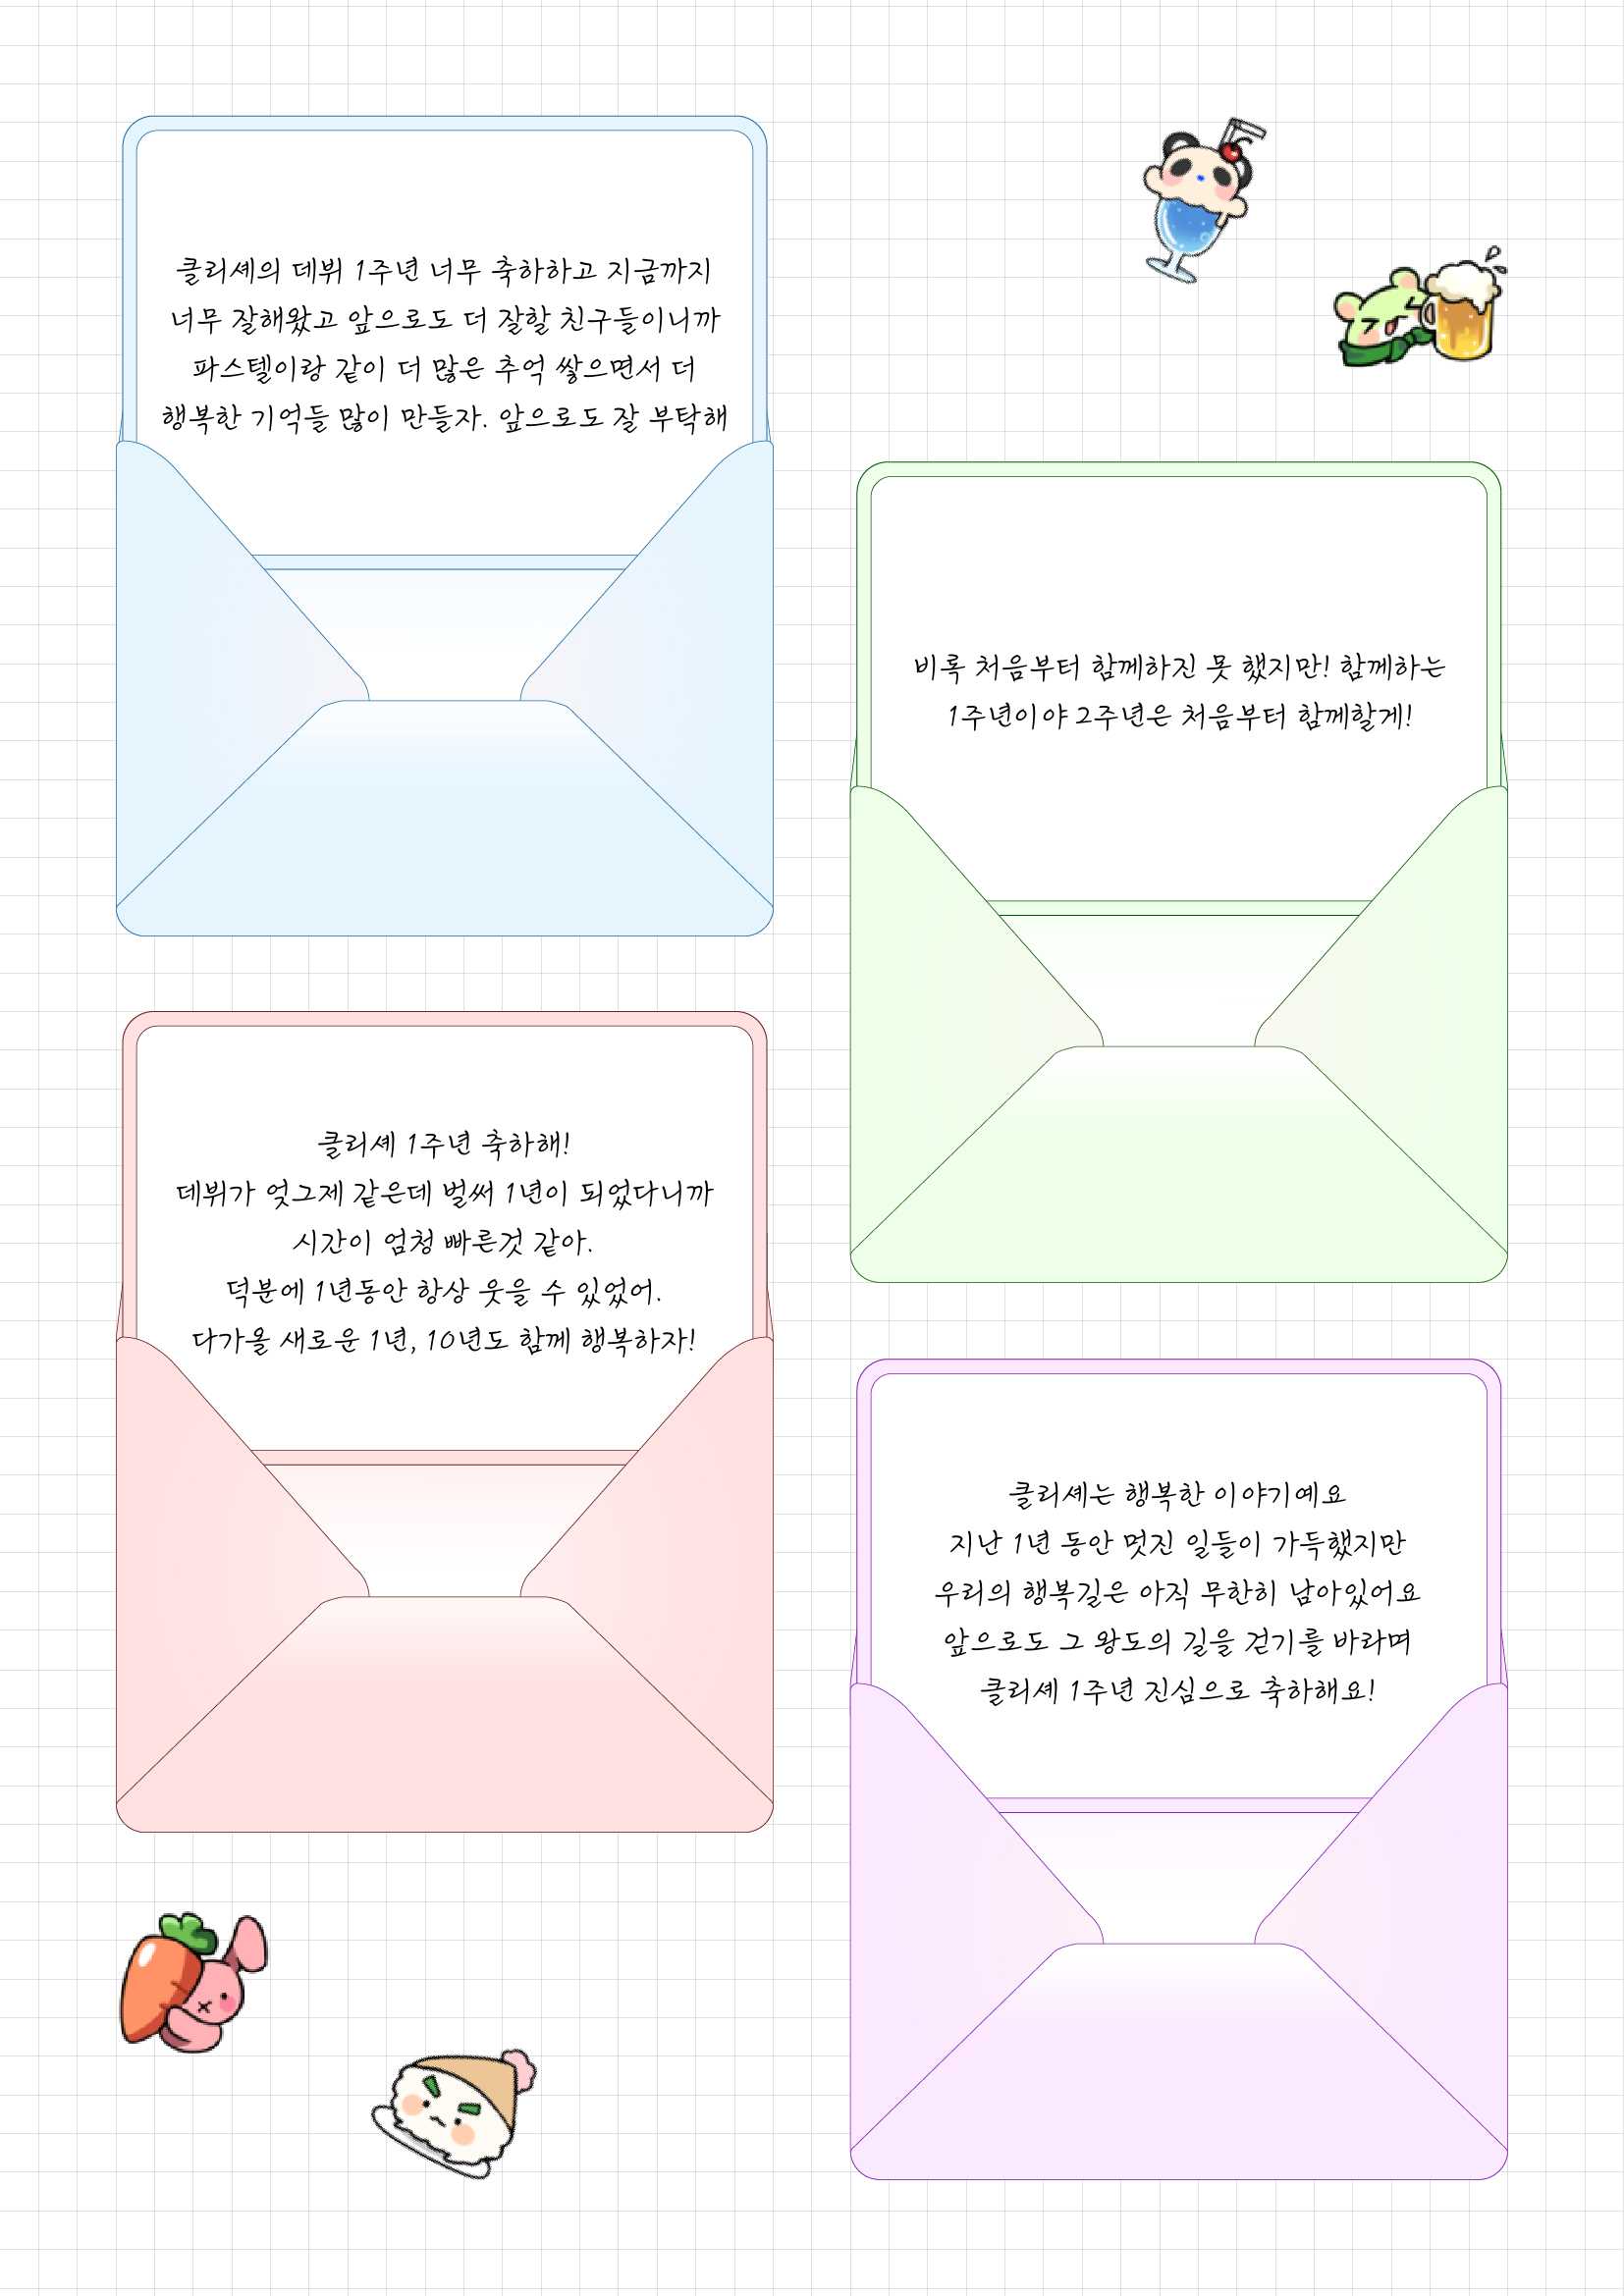 클리셰의 데뷔 1주년 너무 축하하고 지금까지
너무 잘해왔고 앞으로도 더 잘할 친구들이니까
파스텔이랑 같이 더 많은 추억 쌓으면서 더
행복한 기억들 많이 만들자. 앞으로도 잘 부탁해
비록 처음부터 함께하진 못 했지만! 함께하는
1주년이야 2주년은 처음부터 함께할게!
클리셰 1주년 축하해!
데뷔가 엊그제 같은데 벌써 1년이 되었다니까
시간이 엄청 빠른것 같아.
덕분에 1년동안 항상 웃을 수 있었어.
다가올 새로운 1년, 10년도 함께 행복하자!
클리셰는 행복한 이야기예요
지난 1년 동안 멋진 일들이 가득했지만
우리의 행복길은 아직 무한히 남아있어요
앞으로도 그 왕도의 길을 걷기를 바라며
클리셰 1주년 진심으로 축하해요!